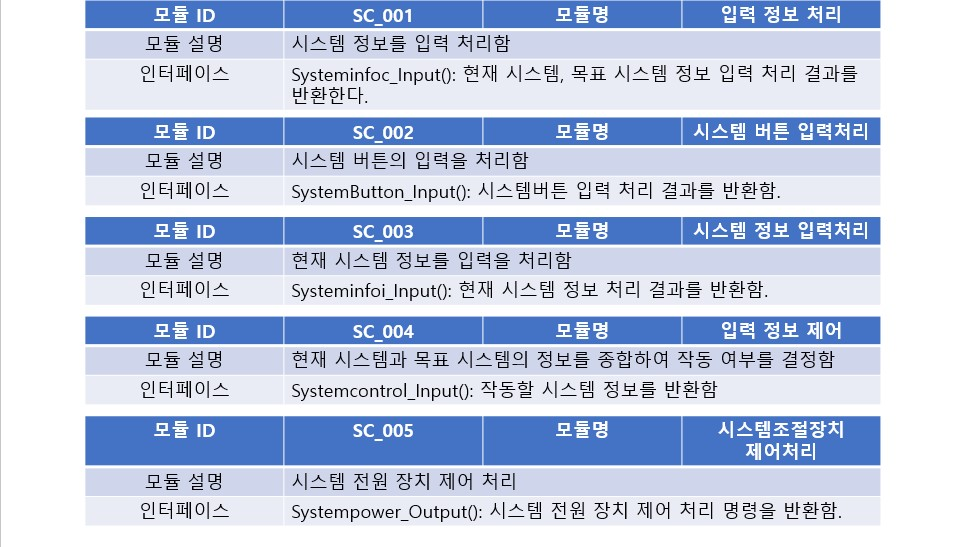 모듈 ID SC_001 모듈명 입력 정보 처리
모듈 설명 시스템 정보를 입력 처리함
인터페이스 Systeminfoc_Input(): 현재 시스템, 목표 시스템 정보 입력 처리 결과를
반환한다.
모듈 ID SC_002 모듈명 시스템 버튼 입력처리
모듈 설명 시스템 버튼의 입력을 처리함
인터페이스 SystemButton_Input(): 시스템버튼 입력 처리 결과를 반환함.
모듈 ID SC_003 모듈명 시스템 정보 입력처리
모듈 설명 현재 시스템 정보를 입력을 처리함
인터페이스 Systeminfoi_Input(): 현재 시스템 정보 처리 결과를 반환함.
모듈 ID SC_004 모듈명 입력 정보 제어
모듈 설명 현재 시스템과 목표 시스템의 정보를 종합하여 작동 여부를 결정함
인터페이스 Systemcontrol_Input(): 작동할 시스템 정보를 반환함
모듈 ID SC_005 모듈명 시스템조절장치
제어처리
모듈 설명 시스템 전원 장치 제어 처리
인터페이스 Systempower_Output(): 시스템 전원 장치 제어 처리 명령을 반환함.